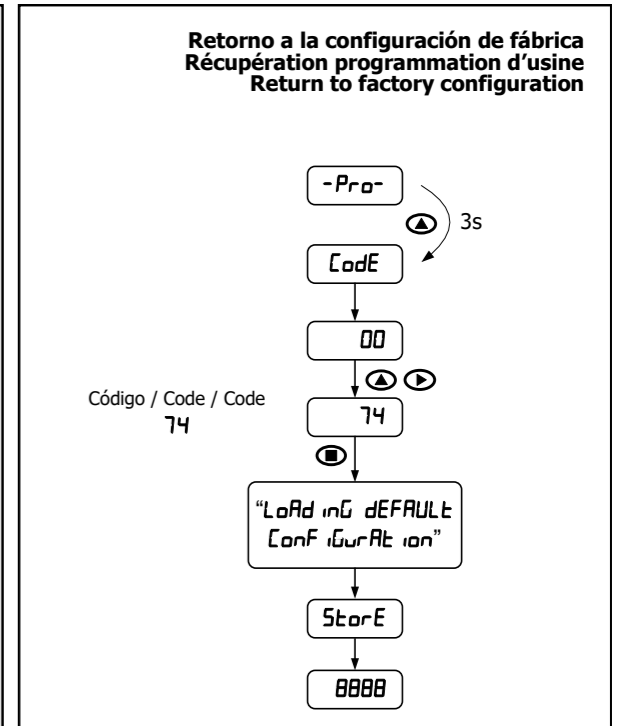 Retorno a la configuración de fábrica
Récupération programmation d’usine
Return to factory configuration
-Pro-
3s
CodE
00
Código / Code / Code
74
74
“LoAd inG dEFAULt
ConFiGurAtion”
StorE
8888